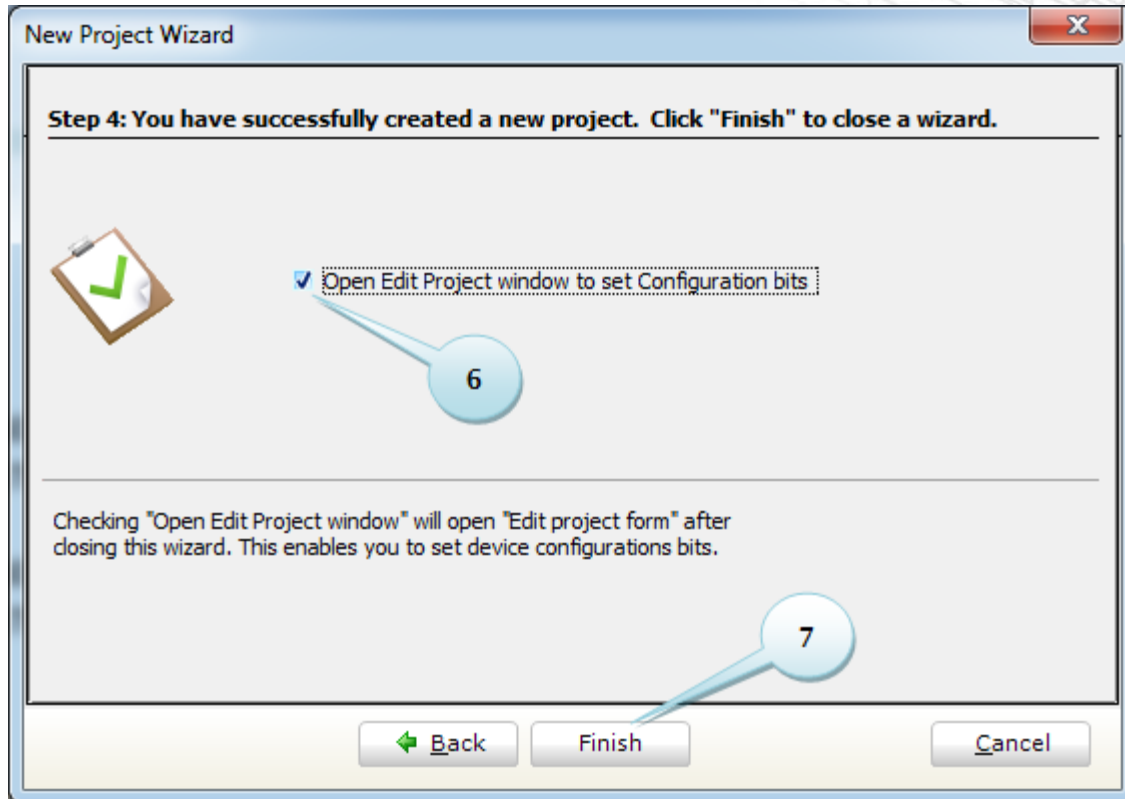 New Project Wizard
Step 4: You have successfully created a new project. Click "Finish" to close a wizard.
Open Edit Project window to set Configuration bits
6
Checking "Open Edit Project window" will open "Edit project form" after
closing this wizard. This enables you to set device configurations bits.
7
Back Finish Cancel